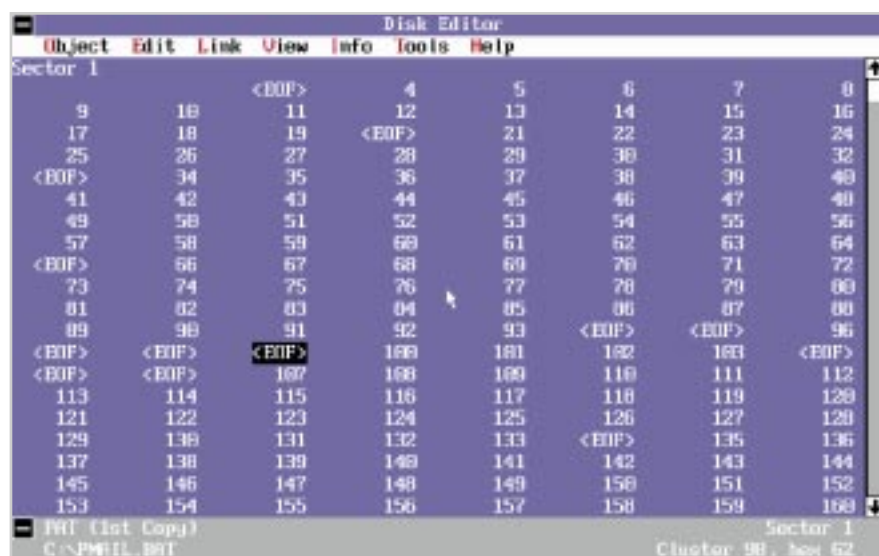 Disk Editor
Object Edit Link View Info Tools Help
Sector 1
<EOF> 4 5 6 7 8
9 10 11 12 13 14 15 16
17 18 19 <EOF> 21 22 23 24
25 26 27 28 29 30 31 32
<EOF> 34 35 36 37 38 39 40
41 42 43 44 45 46 47 48
49 50 51 52 53 54 55 56
57 58 59 60 61 62 63 64
<EOF> 66 67 68 69 70 71 72
73 74 75 76 77 78 79 80
81 82 83 84 85 86 87 88
89 90 91 92 93 <EOF> <EOF> 96
<EOF> <EOF> <EOF> 100 101 102 103 <EOF>
<EOF> <EOF> 107 108 109 110 111 112
113 114 115 116 117 118 119 120
121 122 123 124 125 126 127 128
129 130 131 132 133 <EOF> 135 136
137 138 139 140 141 142 143 144
145 146 147 148 149 150 151 152
153 154 155 156 157 158 159 160
FAT (1st Copy) Sector 1
C:\PMAIL.BAT Cluster 98, hex 62